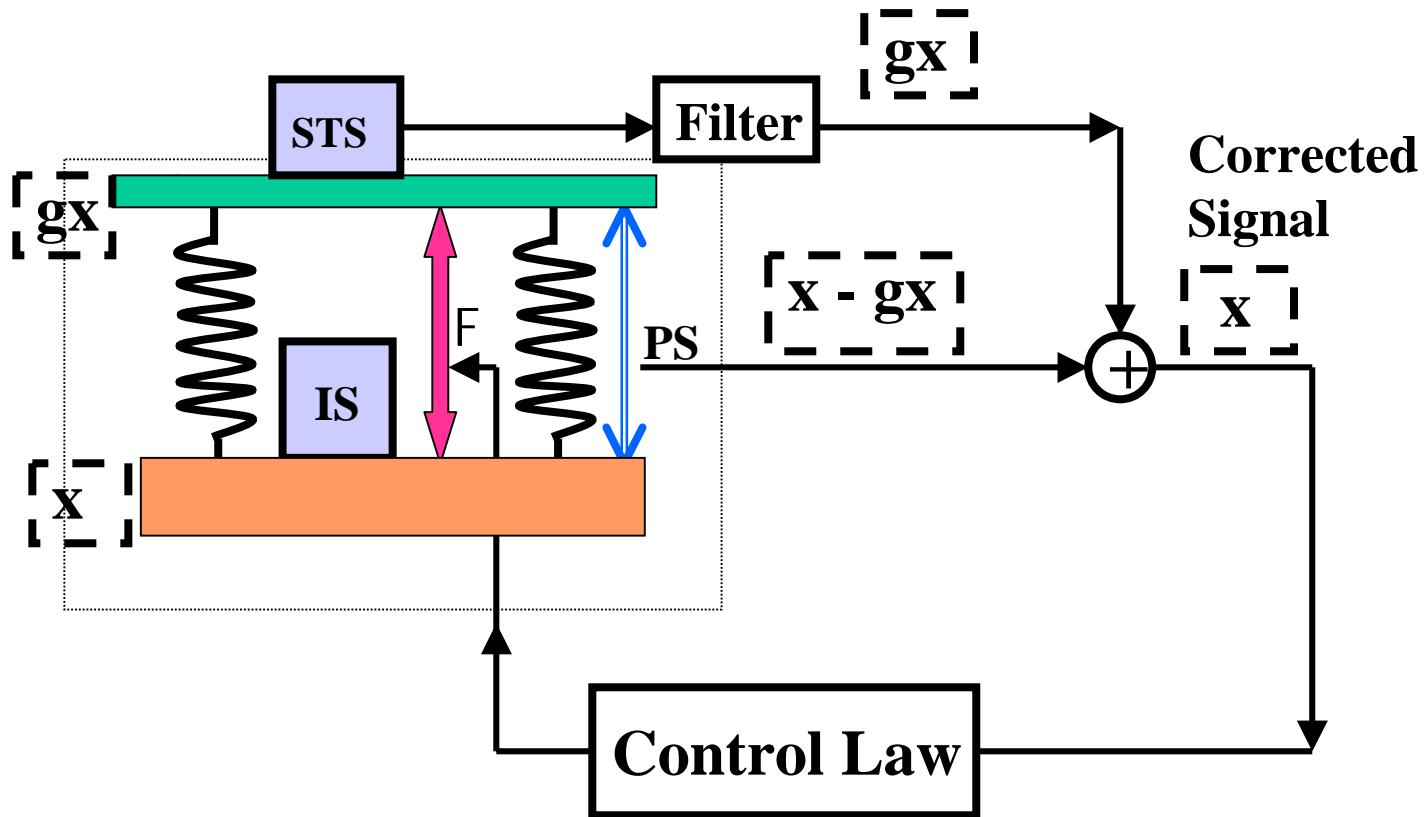 gx
STS
Filter
Corrected
Signal
gx
x - gx
x
F
PS
+
IS
x
Control Law